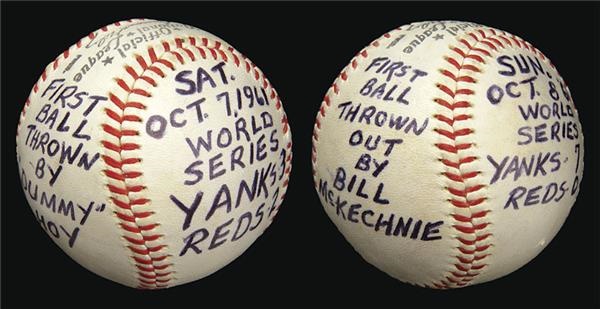 Official
League
FIRST
BALL
THROWN
BY
"DUMMY"
HOY
SAT.
OCT. 7, 1961
WORLD
SERIES
YANKS-3
REDS-2
FIRST
BALL
THROWN
OUT
BY
BILL
McKECHNIE
SUN.
OCT. 8
WORLD
SERIES
YANKS-7
REDS-0